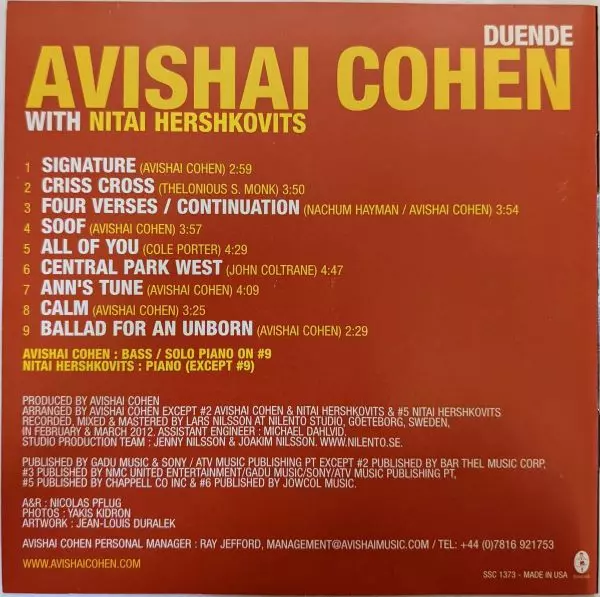 DUENDE
AVISHAI COHEN
WITH NITAI HERSHKOVITS
1 SIGNATURE (AVISHAI COHEN) 2:59
2 CRISS CROSS (THELONIOUS S. MONK) 3:50
3 FOUR VERSES / CONTINUATION (NACHUM HAYMAN / AVISHAI COHEN) 3:54
4 SOOF (AVISHAI COHEN) 3:57
5 ALL OF YOU (COLE PORTER) 4:29
6 CENTRAL PARK WEST (JOHN COLTRANE) 4:47
7 ANN'S TUNE (AVISHAI COHEN) 4:09
8 CALM (AVISHAI COHEN) 3:25
9 BALLAD FOR AN UNBORN (AVISHAI COHEN) 2:29
AVISHAI COHEN : BASS / SOLO PIANO ON #9
NITAI HERSHKOVITS : PIANO (EXCEPT #9)
PRODUCED BY AVISHAI COHEN
ARRANGED BY AVISHAI COHEN EXCEPT #2 AVISHAI COHEN & NITAI HERSHKOVITS & #5 NITAI HERSHKOVITS
RECORDED, MIXED & MASTERED BY LARS NILSSON AT NILENTO STUDIO, GOETEBORG, SWEDEN,
IN FEBRUARY & MARCH 2012. ASSISTANT ENGINEER : MICHAEL DAHLVID.
STUDIO PRODUCTION TEAM : JENNY NILSSON & JOAKIM NILSSON. WWW.NILENTO.SE.
PUBLISHED BY GADU MUSIC & SONY / ATV MUSIC PUBLISHING PT EXCEPT #2 PUBLISHED BY BAR THEL MUSIC CORP,
#3 PUBLISHED BY NMC UNITED ENTERTAINMENT/GADU MUSIC/SONY/ATV MUSIC PUBLISHING PT,
#5 PUBLISHED BY CHAPPELL CO INC & #6 PUBLISHED BY JOWCOL MUSIC.
A&R : NICOLAS PFLUG
PHOTOS : YAKIS KIDRON
ARTWORK : JEAN-LOUIS DURALEK
AVISHAI COHEN PERSONAL MANAGER : RAY JEFFORD, MANAGEMENT@AVISHAIMUSIC.COM / TEL: +44 (0)7816 921753
WWW.AVISHAICOHEN.COM
SSC 1373 - MADE IN USA